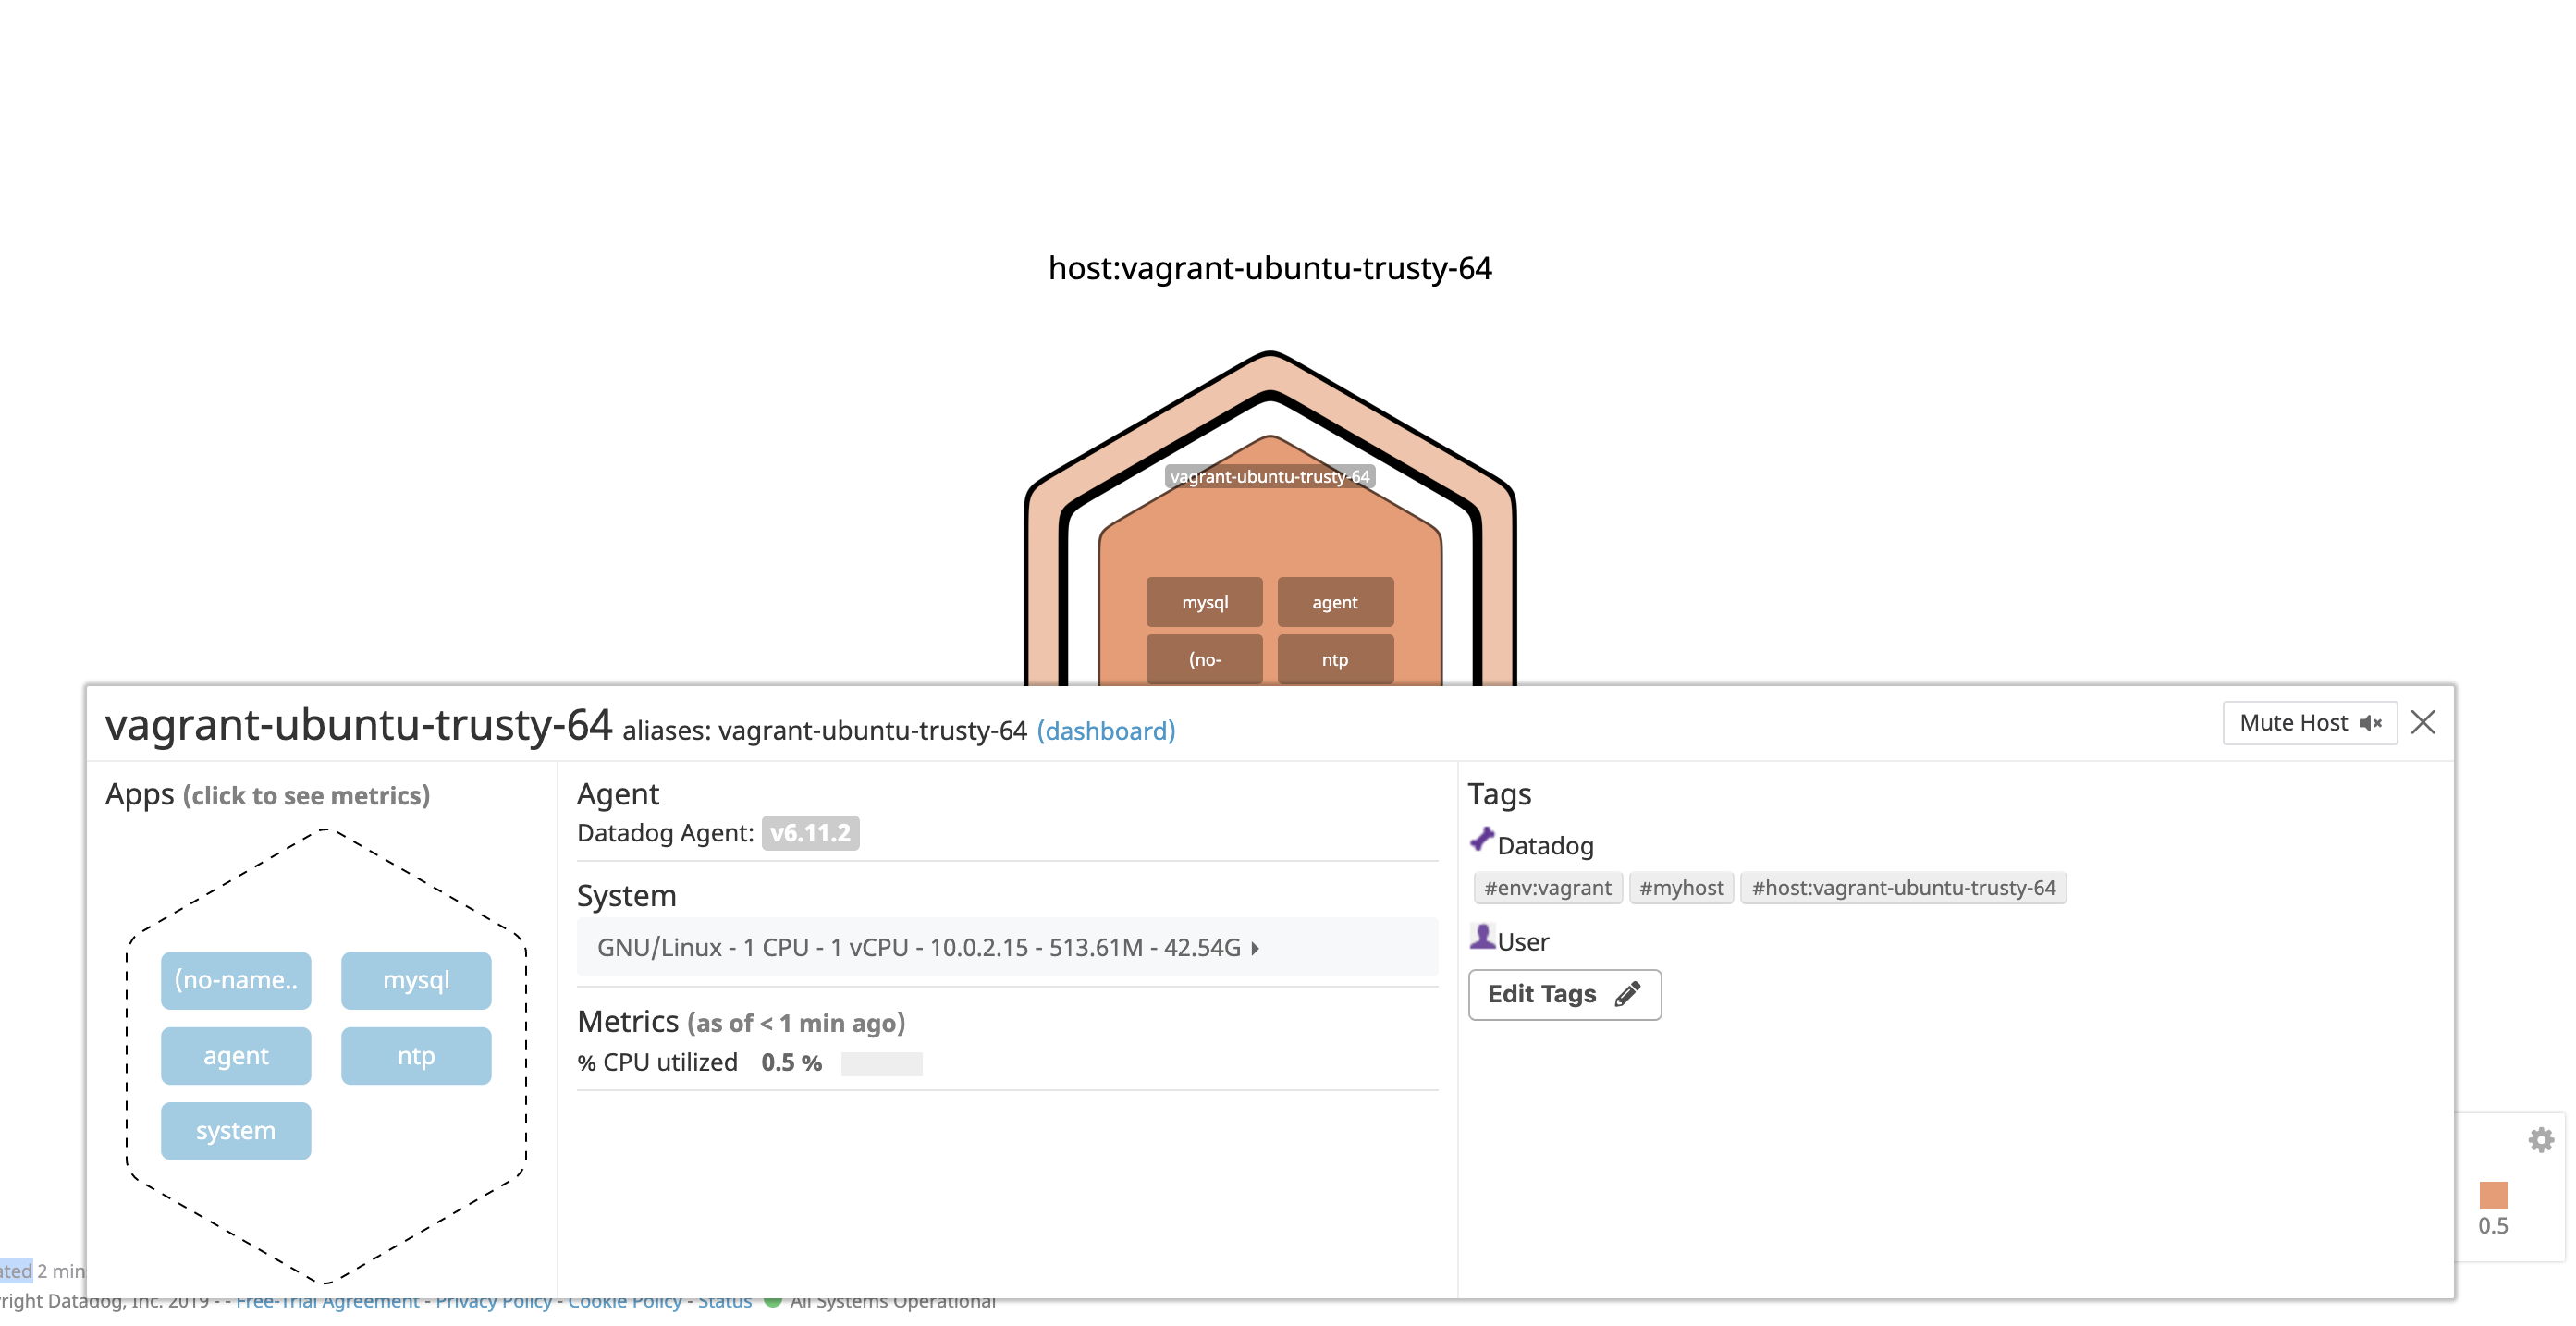 host:vagrant-ubuntu-trusty-64
vagrant-ubuntu-trusty-64
mysql agent
(no- ntp
vagrant-ubuntu-trusty-64 aliases: vagrant-ubuntu-trusty-64 (dashboard)
Mute Host
Apps (click to see metrics)
(no-name.. mysql
agent ntp
system
Agent
Datadog Agent: v6.11.2
System
GNU/Linux - 1 CPU - 1 vCPU - 10.0.2.15 - 513.61M - 42.54G
Metrics (as of < 1 min ago)
% CPU utilized 0.5 %
Tags
Datadog
#env:vagrant #myhost #host:vagrant-ubuntu-trusty-64
User
Edit Tags
0.5
ated 2 min
right Datadog, Inc. 2019 - - Free-Trial Agreement - Privacy Policy - Cookie Policy - Status All Systems Operational